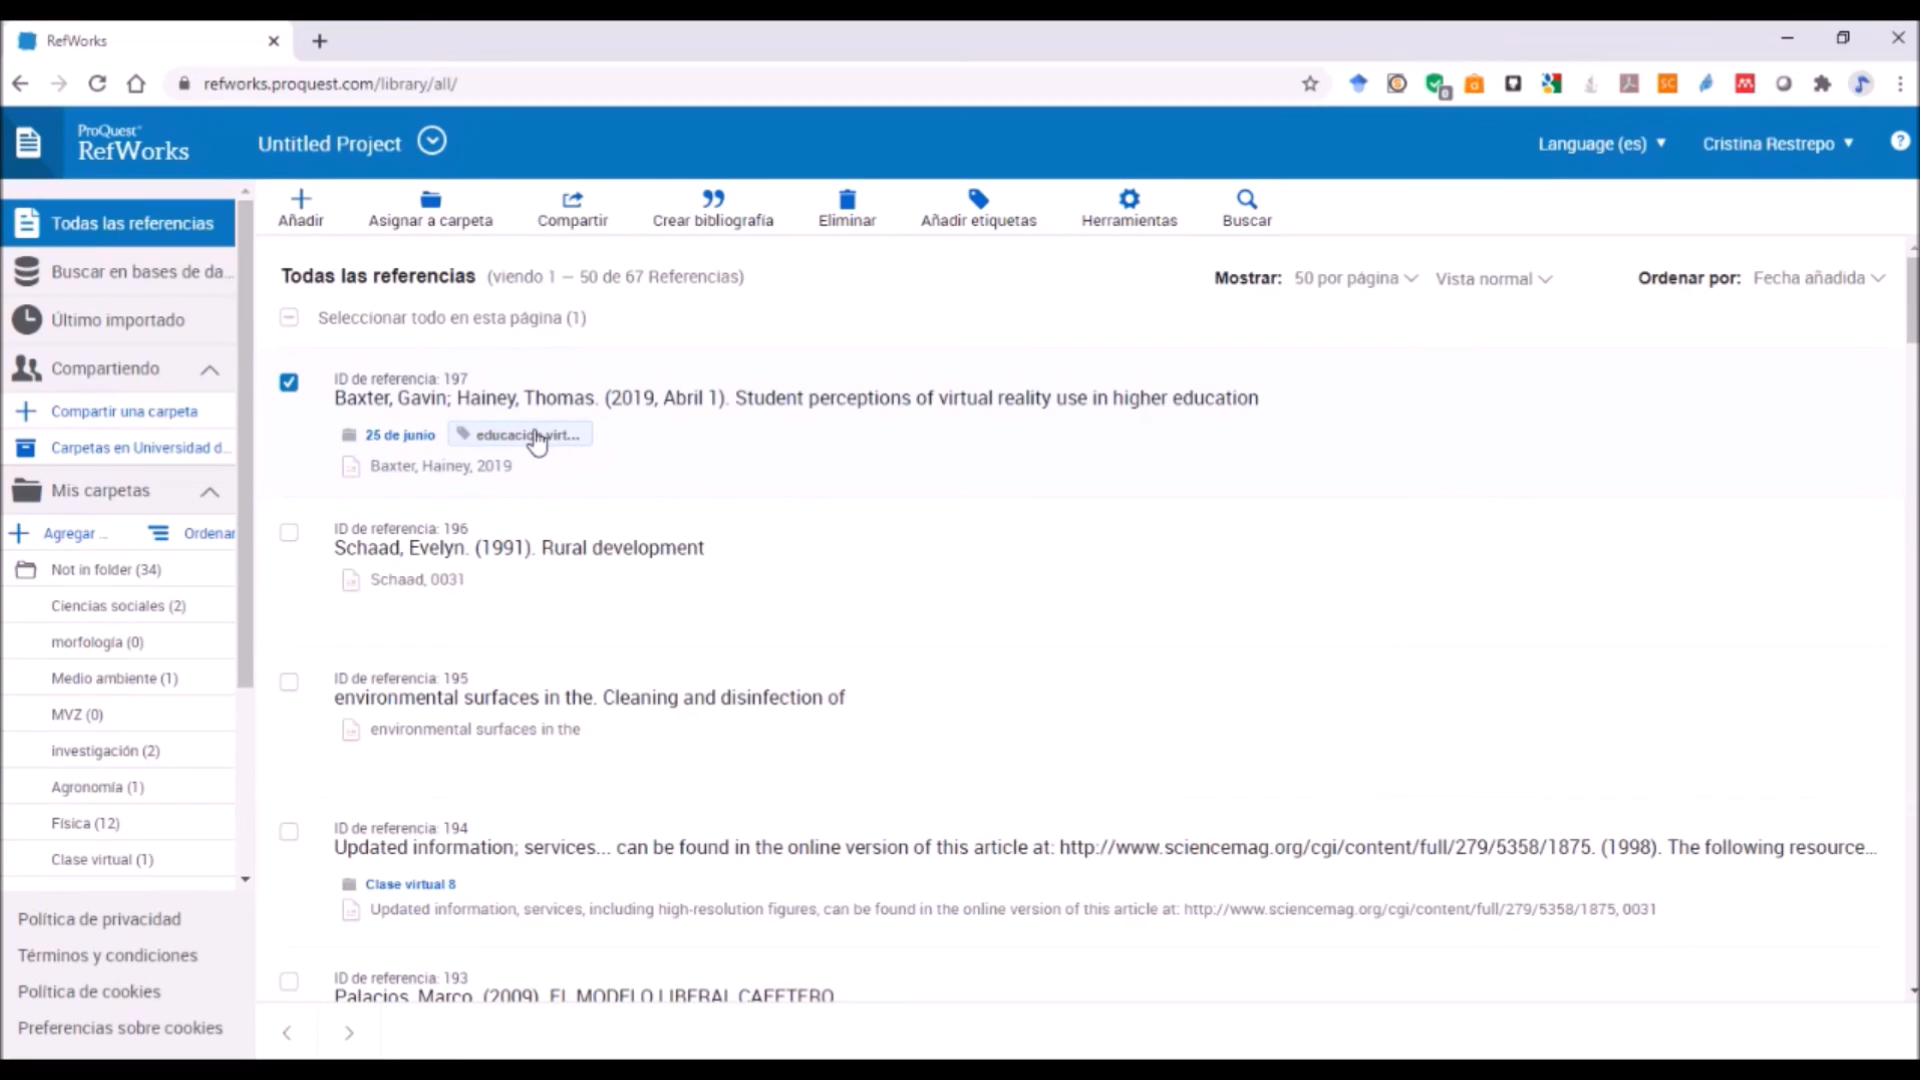 RefWorks
refworks.proquest.com/library/all/
ProQuest®
RefWorks
Untitled Project
Language (es)
Cristina Restrepo
Añadir
Asignar a carpeta
Compartir
Crear bibliografía
Eliminar
Añadir etiquetas
Herramientas
Buscar
Todas las referencias
Buscar en bases de da...
Último importado
Compartiendo
Compartir una carpeta
Carpetas en Universidad d...
Mis carpetas
Agregar ...
Ordenar
Not in folder (34)
Ciencias sociales (2)
morfología (0)
Medio ambiente (1)
MVZ (0)
investigación (2)
Agronomía (1)
Física (12)
Clase virtual (1)
Política de privacidad
Términos y condiciones
Política de cookies
Preferencias sobre cookies
Todas las referencias (viendo 1 – 50 de 67 Referencias)
Mostrar: 50 por página Vista normal Ordenar por: Fecha añadida
Seleccionar todo en esta página (1)
ID de referencia: 197
Baxter, Gavin; Hainey, Thomas. (2019, Abril 1). Student perceptions of virtual reality use in higher education
25 de junio educación virt...
Baxter, Hainey, 2019
ID de referencia: 196
Schaad, Evelyn. (1991). Rural development
Schaad, 0031
ID de referencia: 195
environmental surfaces in the. Cleaning and disinfection of
environmental surfaces in the
ID de referencia: 194
Updated information; services... can be found in the online version of this article at: http://www.sciencemag.org/cgi/content/full/279/5358/1875. (1998). The following resource...
Clase virtual 8
Updated information, services, including high-resolution figures, can be found in the online version of this article at: http://www.sciencemag.org/cgi/content/full/279/5358/1875, 0031
ID de referencia: 193
Palacios, Marco. (2009). EL MODELO LIBERAL CAFETERO